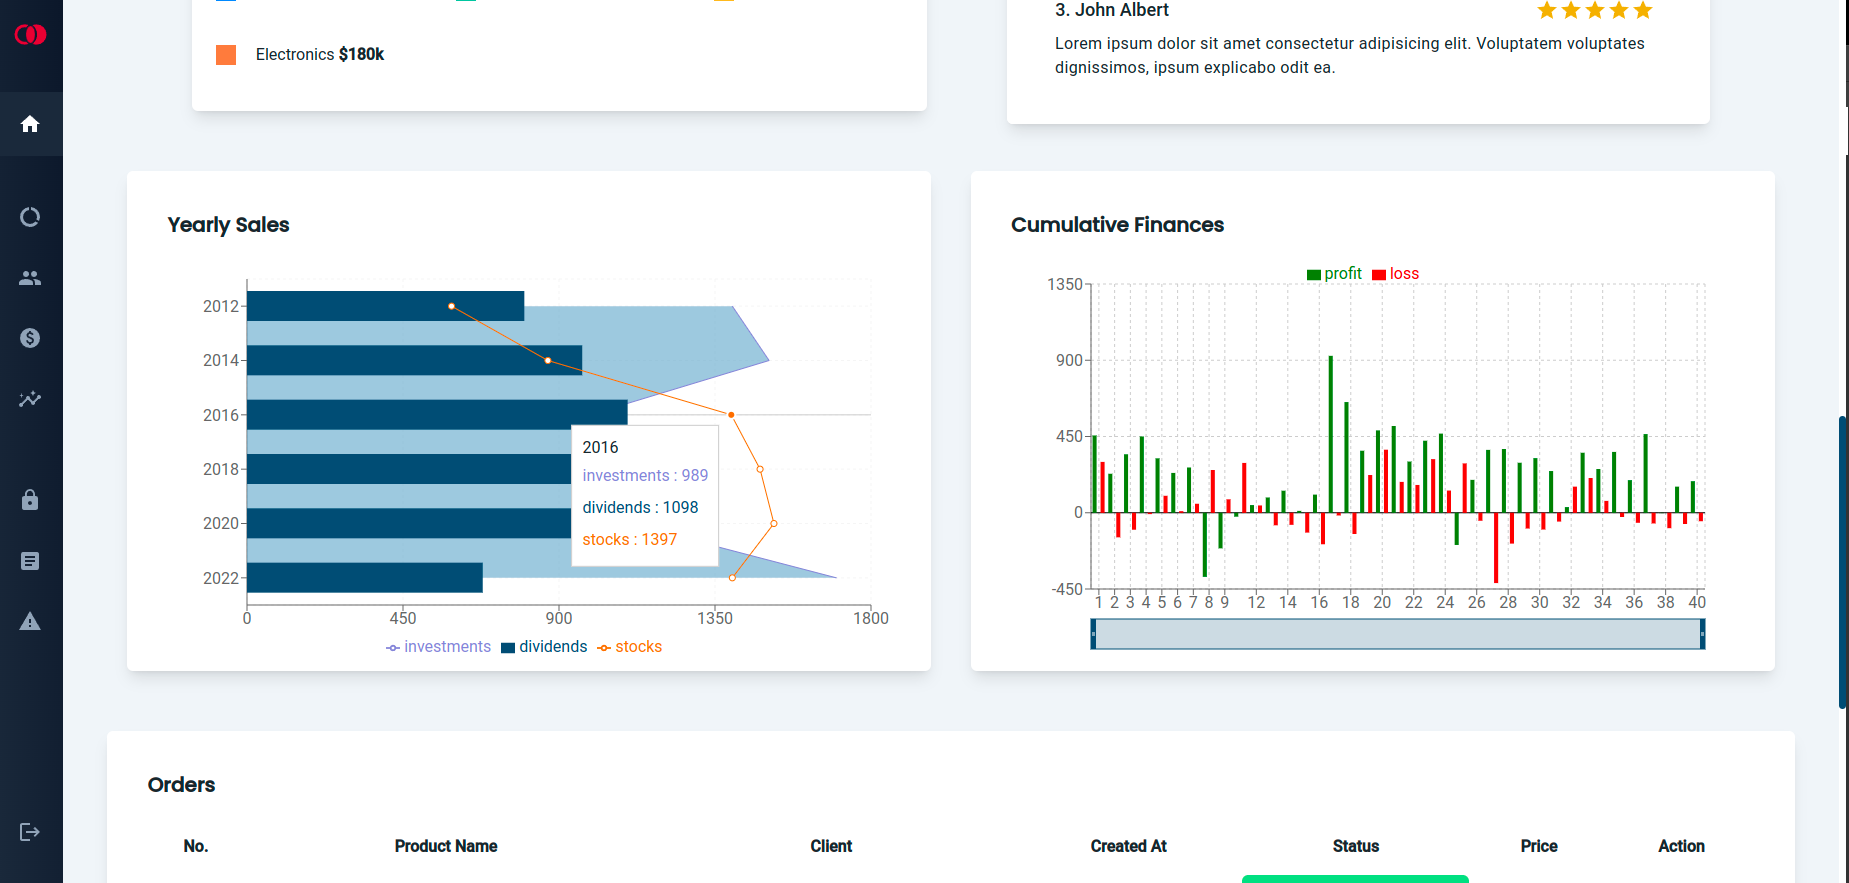 Electronics $180k
3. John Albert
Lorem ipsum dolor sit amet consectetur adipisicing elit. Voluptatem voluptates
dignissimos, ipsum explicabo odit ea.
Yearly Sales
2012
2014
2016
2018
2020
2022
0 450 900 1350 1800
2016
investments : 989
dividends : 1098
stocks : 1397
investments dividends stocks
Cumulative Finances
profit loss
1350
900
450
0
-450
1 2 3 4 5 6 7 8 9 12 14 16 18 20 22 24 26 28 30 32 34 36 38 40
Orders
No. Product Name Client Created At Status Price Action